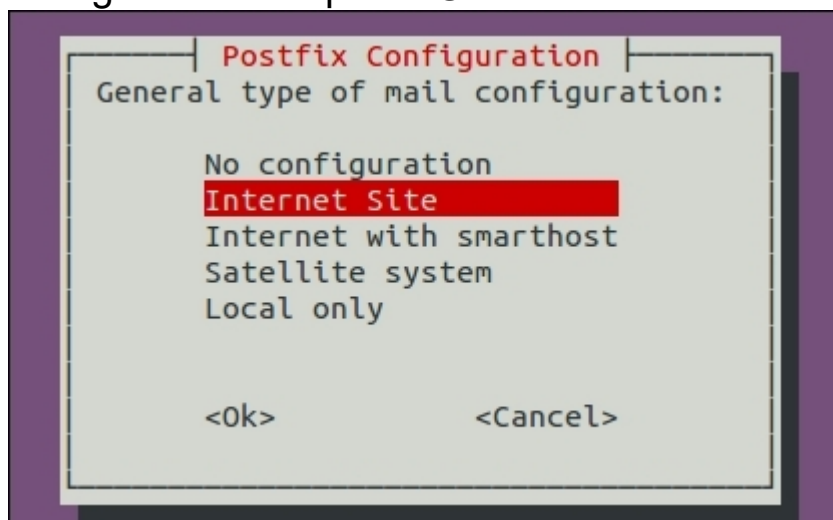 Postfix Configuration
General type of mail configuration:
No configuration
Internet Site
Internet with smarthost
Satellite system
Local only
<Ok> <Cancel>